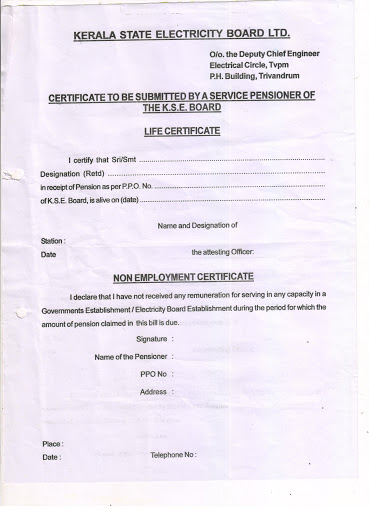 KERALA STATE ELECTRICITY BOARD LTD.
O/o. the Deputy Chief Engineer
Electrical Circle, Tvpm
P.H. Building, Trivandrum
CERTIFICATE TO BE SUBMITTED BY A SERVICE PENSIONER OF
THE K.S.E. BOARD
LIFE CERTIFICATE
I certify that Sri/Smt ........................................................
Designation (Retd) ........................................................
in receipt of Pension as per P.P.O. No. ........................................................
of K.S.E. Board, is alive on (date) ........................................................
Name and Designation of
Station :
Date the attesting Officer:
NON EMPLOYMENT CERTIFICATE
I declare that I have not received any remuneration for serving in any capacity in a
Governments Establishment / Electricity Board Establishment during the period for which the
amount of pension claimed in this bill is due.
Signature :
Name of the Pensioner :
PPO No :
Address :
Place :
Date : Telephone No :